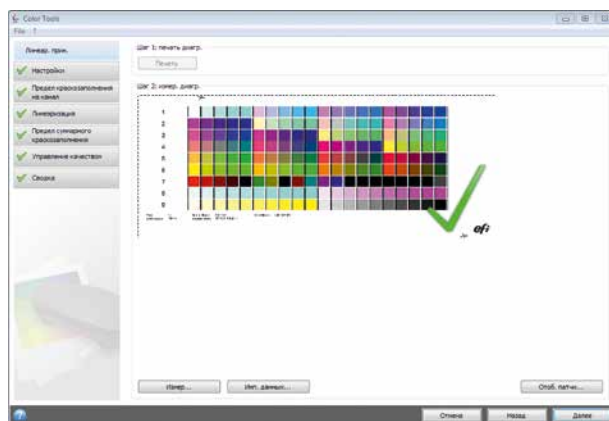 Color Tools
File ?
Линеар. прин.
Настройки
Предел краскозаполнения на канал
Линеаризация
Предел суммарного краскозаполнения
Управление качеством
Сводка
Шаг 1: печать диагр.
Печать
Шаг 2: измер. диагр.
1
2
3
4
5
6
7
8
9
efi
Измер...
Имп. данных...
Отоб. патчи...
Отмена
Назад
Далее